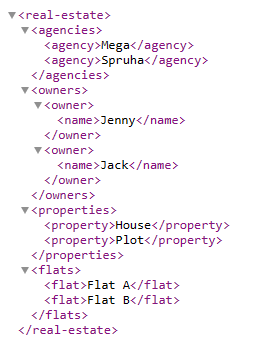 <real-estate>
<agencies>
<agency>Mega</agency>
<agency>Spruha</agency>
</agencies>
<owners>
<owner>
<name>Jenny</name>
</owner>
<owner>
<name>Jack</name>
</owner>
</owners>
<properties>
<property>House</property>
<property>Plot</property>
</properties>
<flats>
<flat>Flat A</flat>
<flat>Flat B</flat>
</flats>
</real-estate>